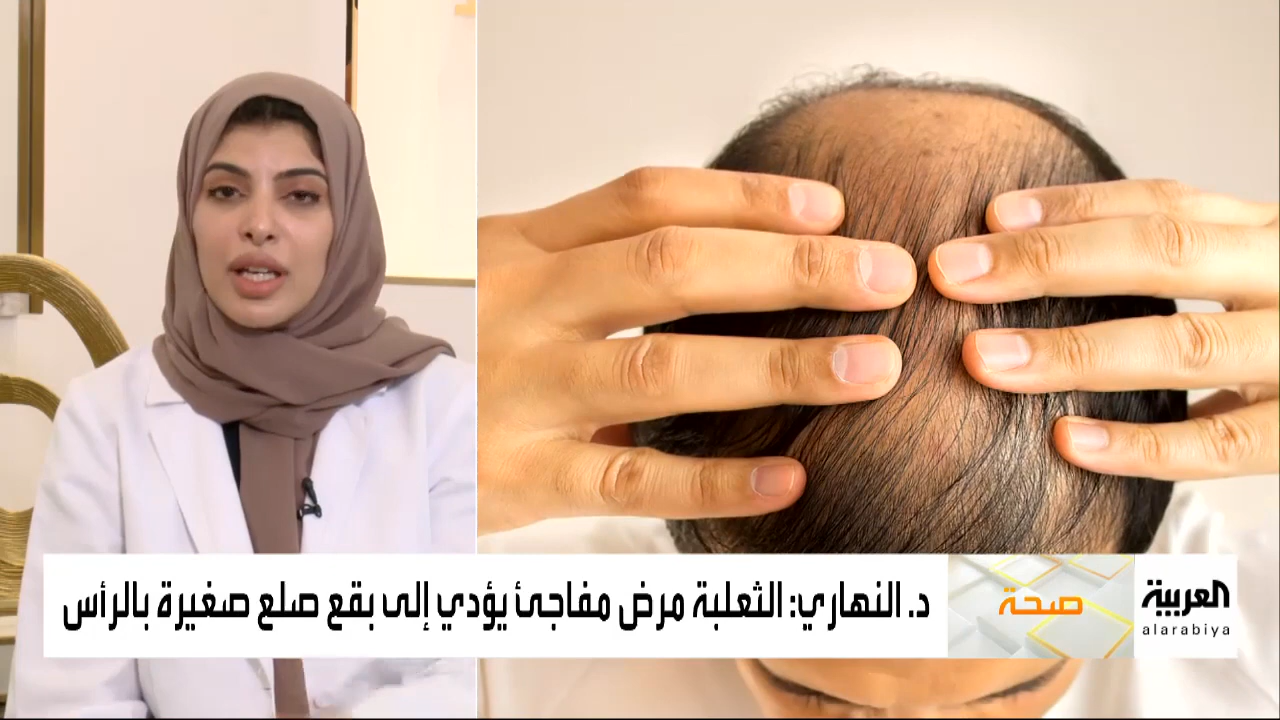 د. النهاري: الثعلبة مرض مفاجئ يؤدي إلى بقع صلع صغيرة بالرأس
صحة
العربية
alarabiya